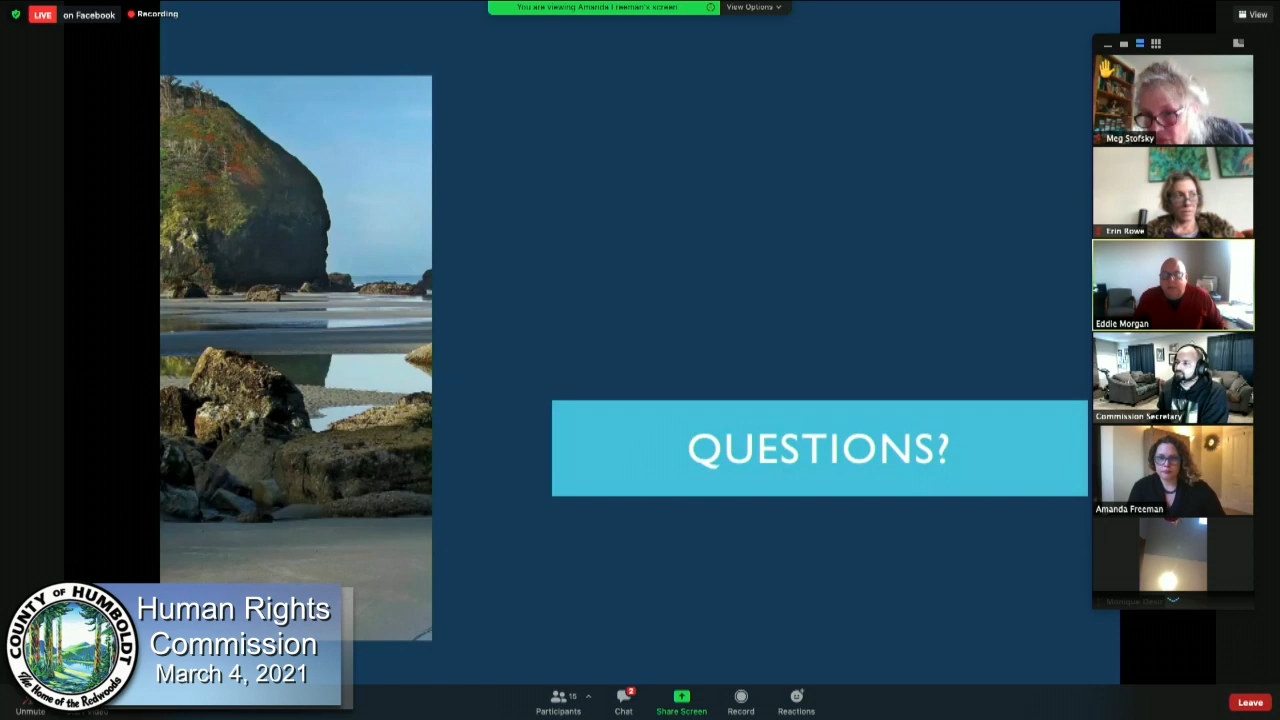 LIVE
on Facebook
Recording
You are viewing Amanda Freeman's screen
View Options
View
Meg Stofsky
Erin Rowe
Eddie Morgan
Commission Secretary
Amanda Freeman
QUESTIONS?
COUNTY OF HUMBOLDT
The Home of the Redwoods
Human Rights
Commission
March 4, 2021
Unmute
Participants
15
Chat
2
Share Screen
Record
Reactions
Leave